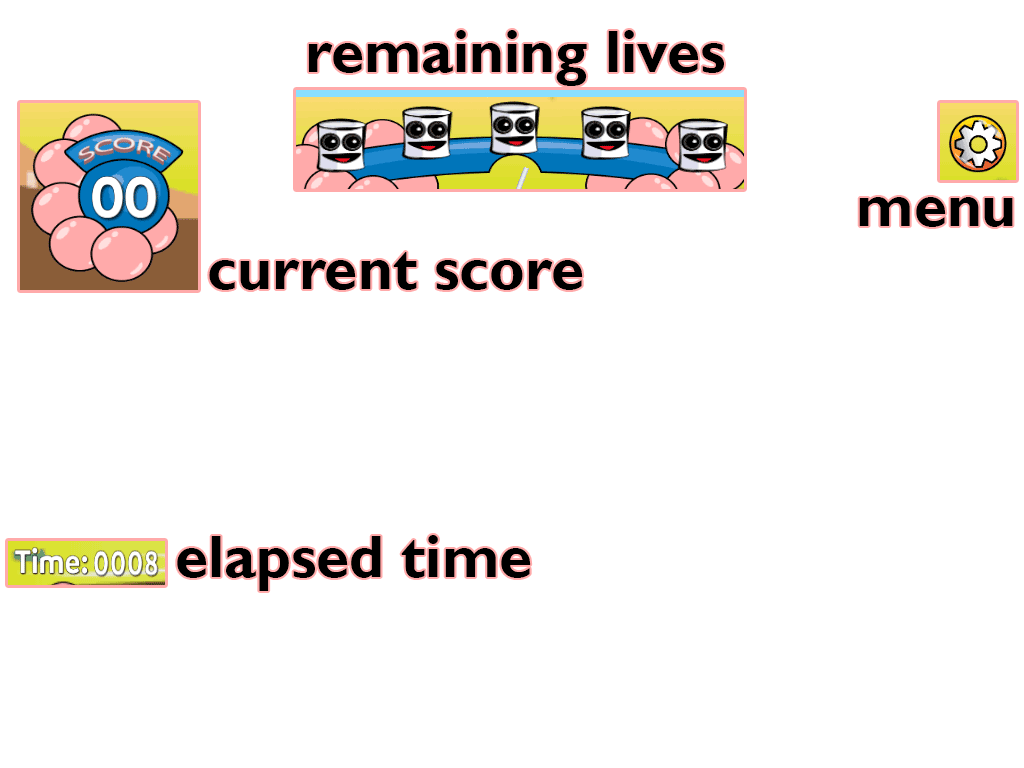 remaining lives
SCORE
00
menu
current score
Time:0008
elapsed time